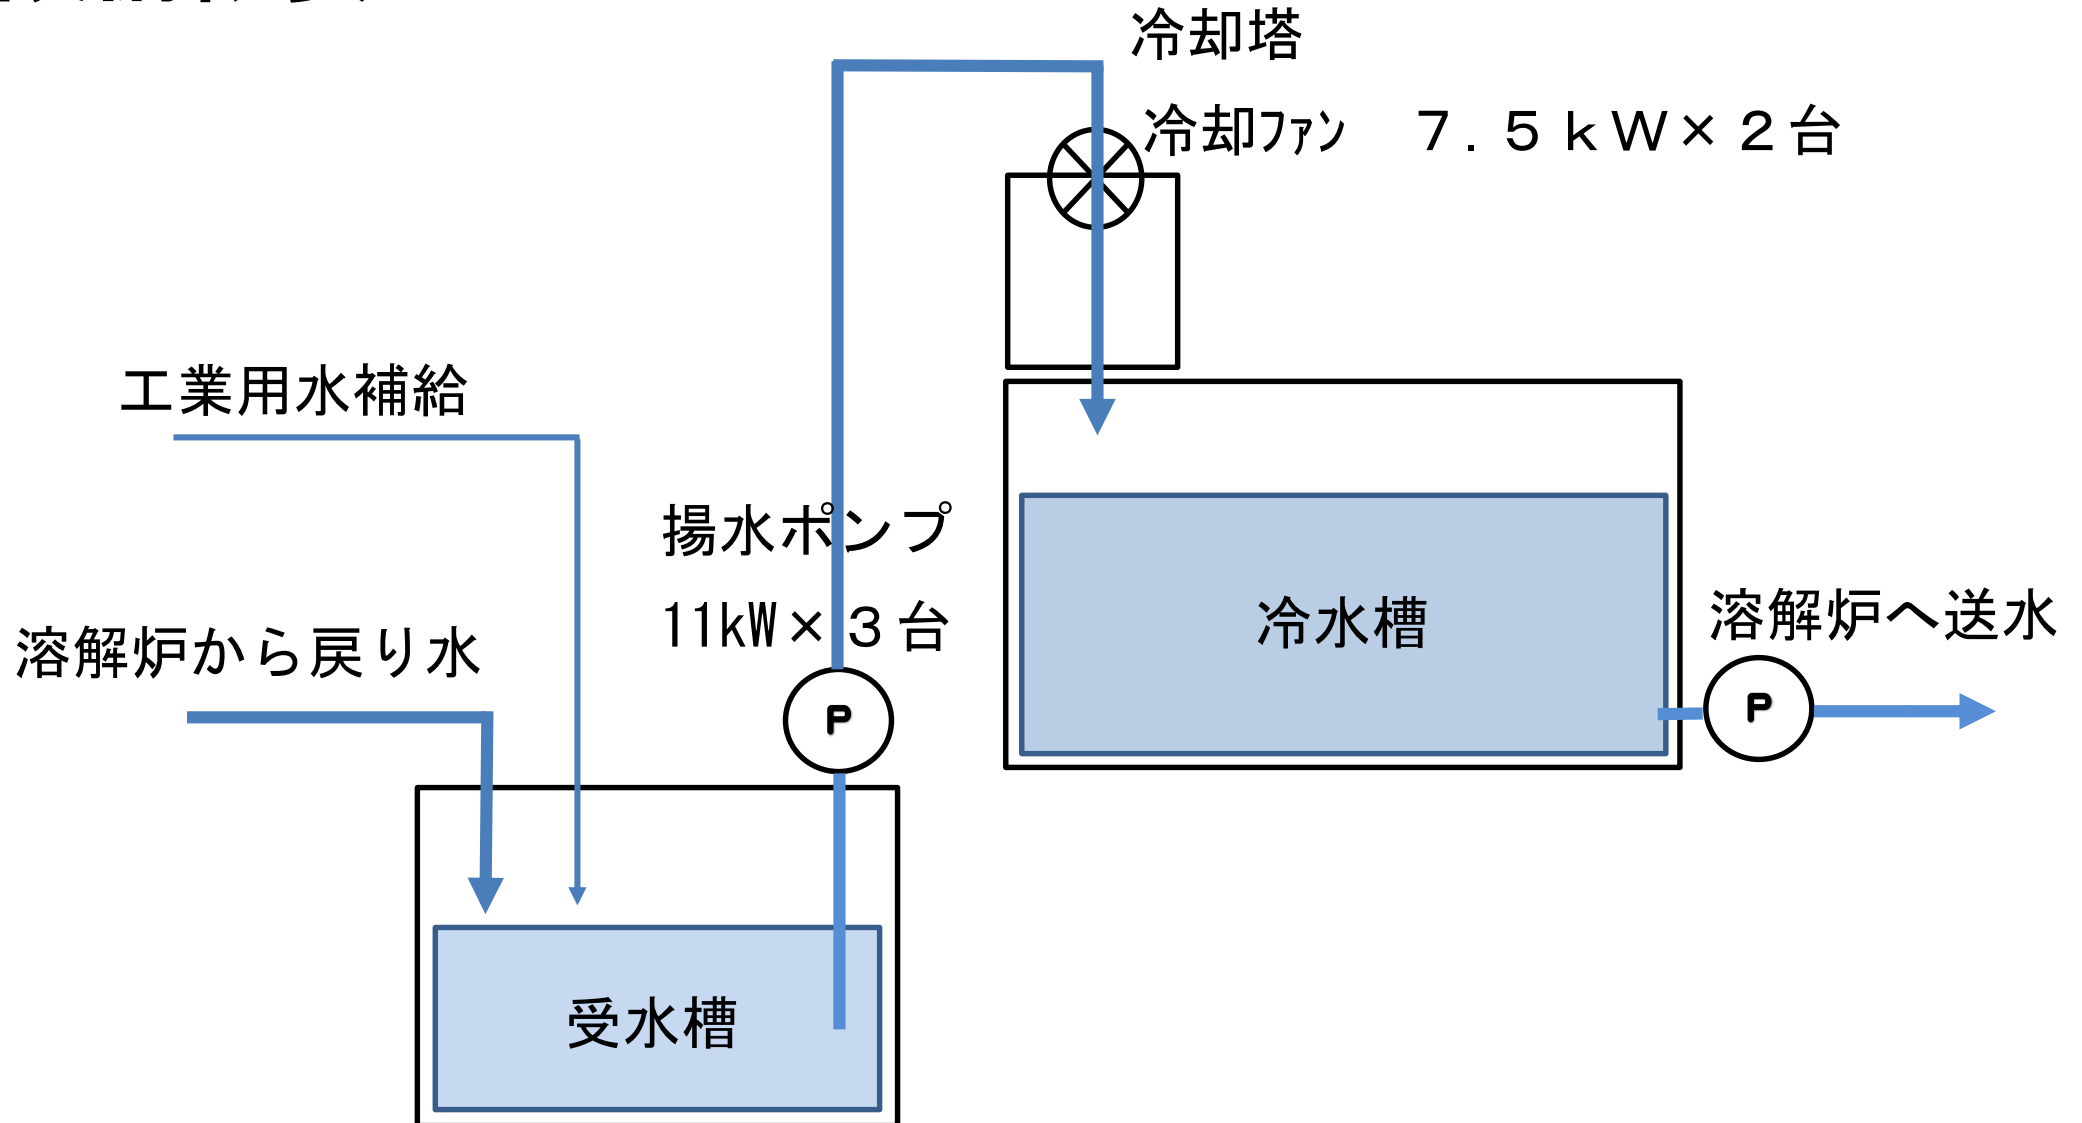 冷却塔
冷却ﾌｧﾝ　７．５ｋＷ×２台
工業用水補給
揚水ポンプ
11kW×３台
溶解炉から戻り水
冷水槽
溶解炉へ送水
P
P
受水槽